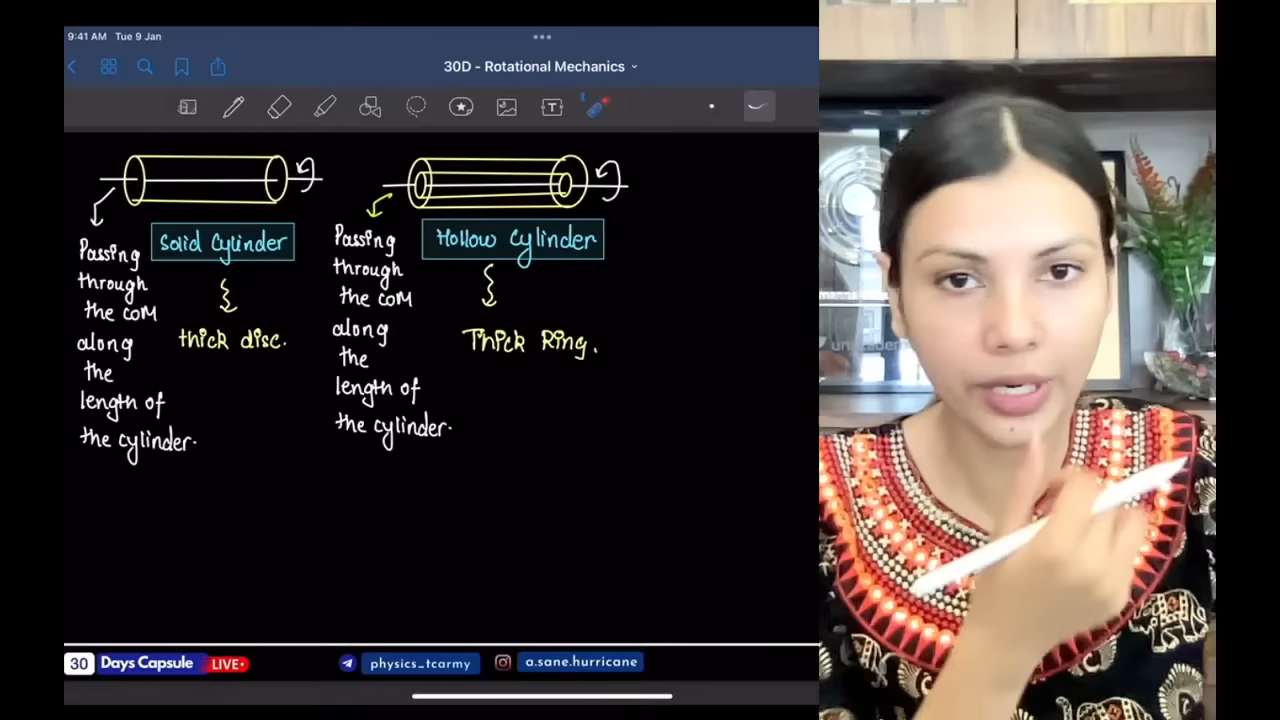 9:41 AM Tue 9 Jan
30D - Rotational Mechanics
Solid Cylinder
Passing
through
the COM
along
the
length of
the cylinder.
thick disc.
Hollow Cylinder
Passing
through
the COM
along
the
length of
the cylinder.
Thick Ring.
30 Days Capsule LIVE
physics_tcarmy
a.sane.hurricane